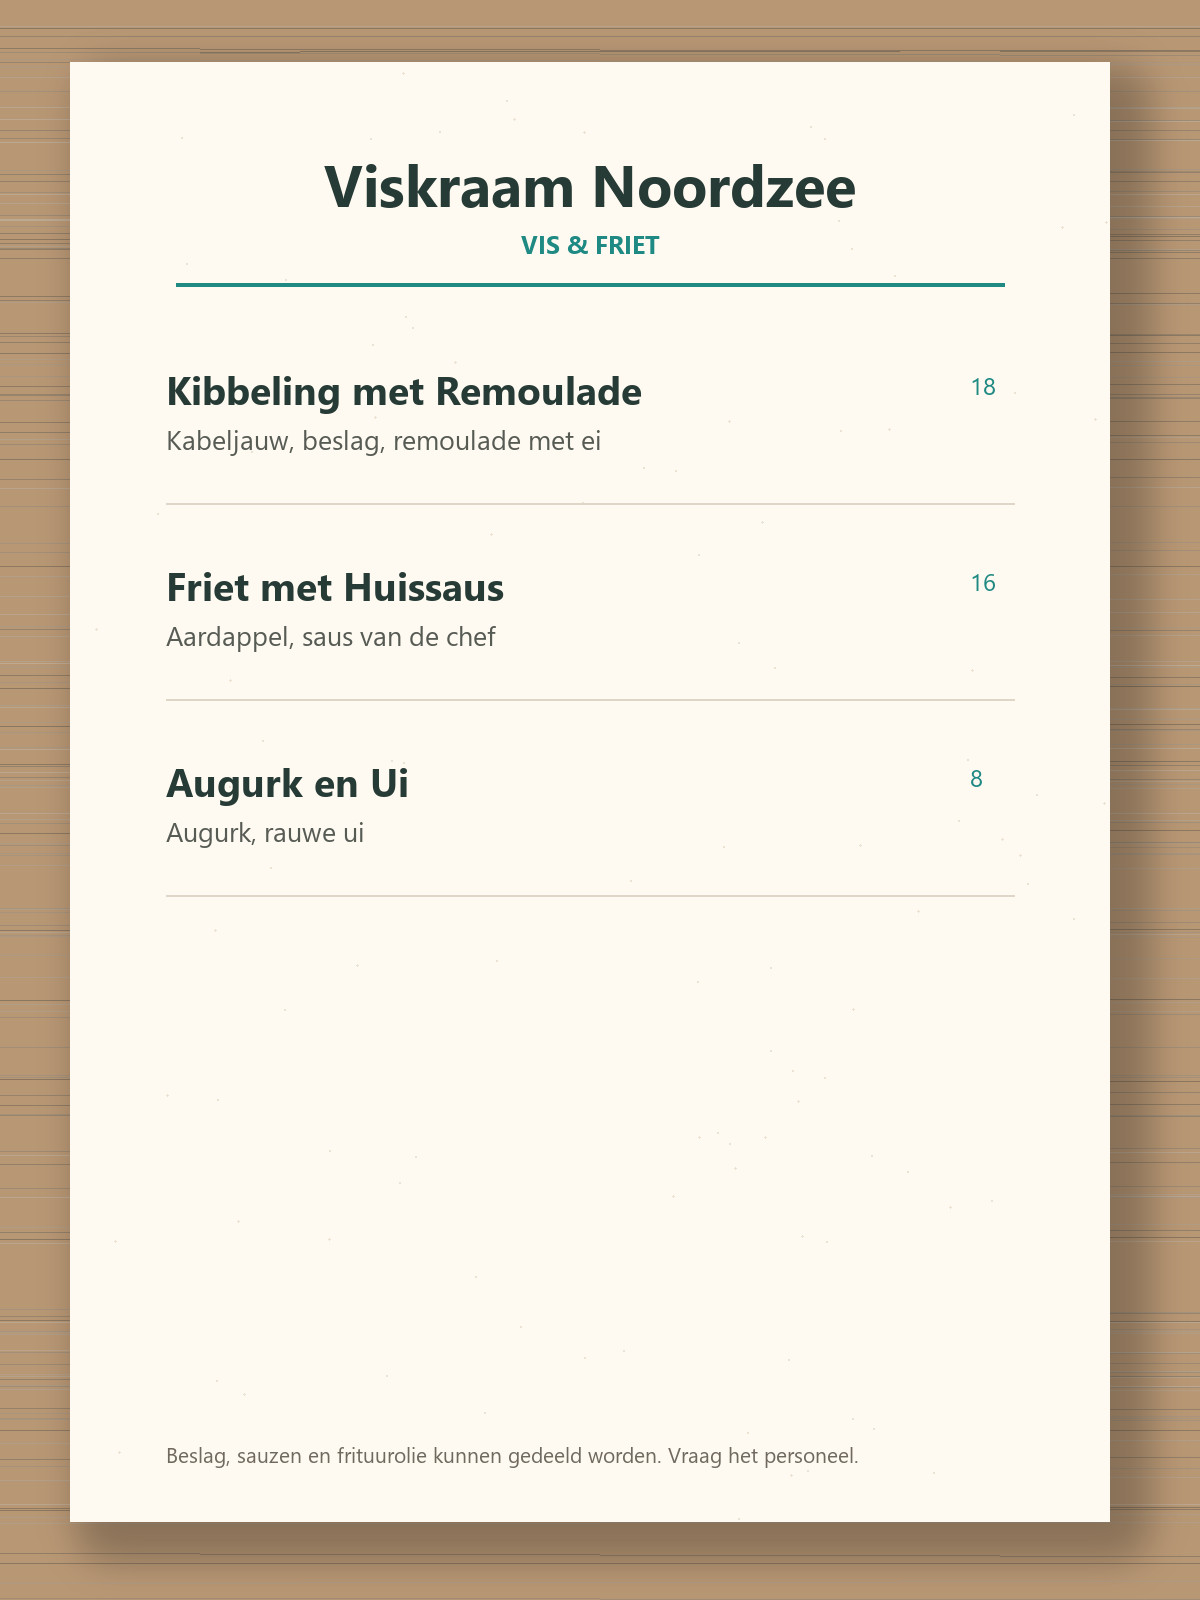 Viskraam Noordzee
VIS & FRIET
Kibbeling met Remoulade 18
Kabeljauw, beslag, remoulade met ei
Friet met Huissaus 16
Aardappel, saus van de chef
Augurk en Ui 8
Augurk, rauwe ui
Beslag, sauzen en frituurolie kunnen gedeeld worden. Vraag het personeel.